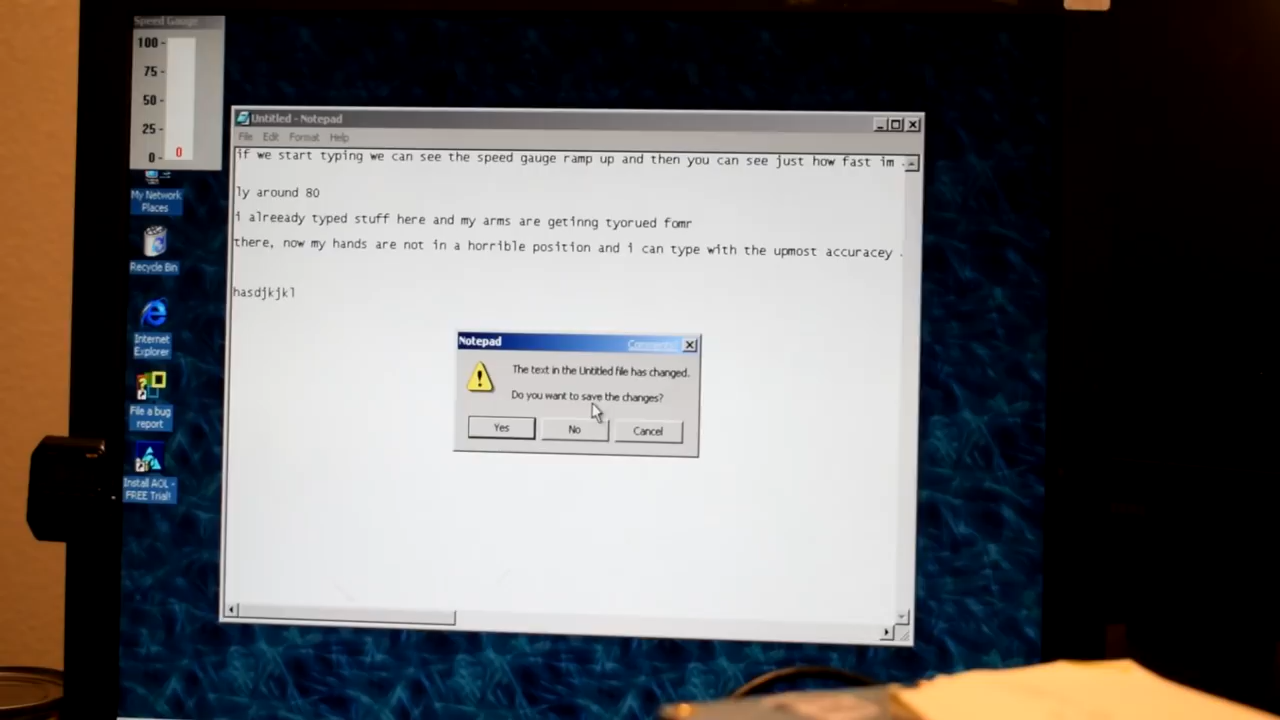 Speed Gauge
100
75
50
25
0
0
My Network
Places
Recycle Bin
Internet
Explorer
File a bug
report
Install AOL -
FREE Trial!
Untitled - Notepad
File Edit Format Help
if we start typing we can see the speed gauge ramp up and then you can see just how fast im
ly around 80
i alreeady typed stuff here and my arms are getinng tyorued fomr
there, now my hands are not in a horrible position and i can type with the upmost accuracey
hasdjkjkl
Notepad
Comments?
The text in the Untitled file has changed.
Do you want to save the changes?
Yes No Cancel